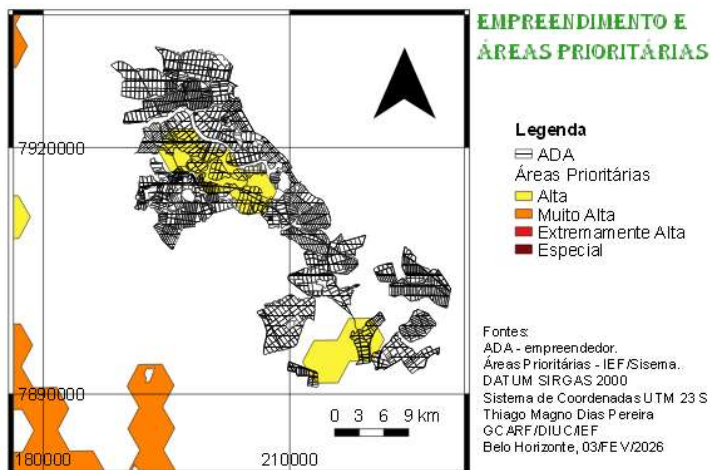 EMPREENDIMENTO E
ÁREAS PRIORITÁRIAS
Legenda
ADA
Áreas Prioritárias
Alta
Muito Alta
Extremamente Alta
Especial
7920000
7890000
180000
210000
0 3 6 9 km
Fontes:
ADA - empreendedor.
Áreas Prioritárias - IEF/Sisema.
DATUM SIRGAS 2000
Sistema de Coordenadas UTM 23 S
Thiago Magno Dias Pereira
GCARF/DIUC/IEF
Belo Horizonte, 03/FEV/2026